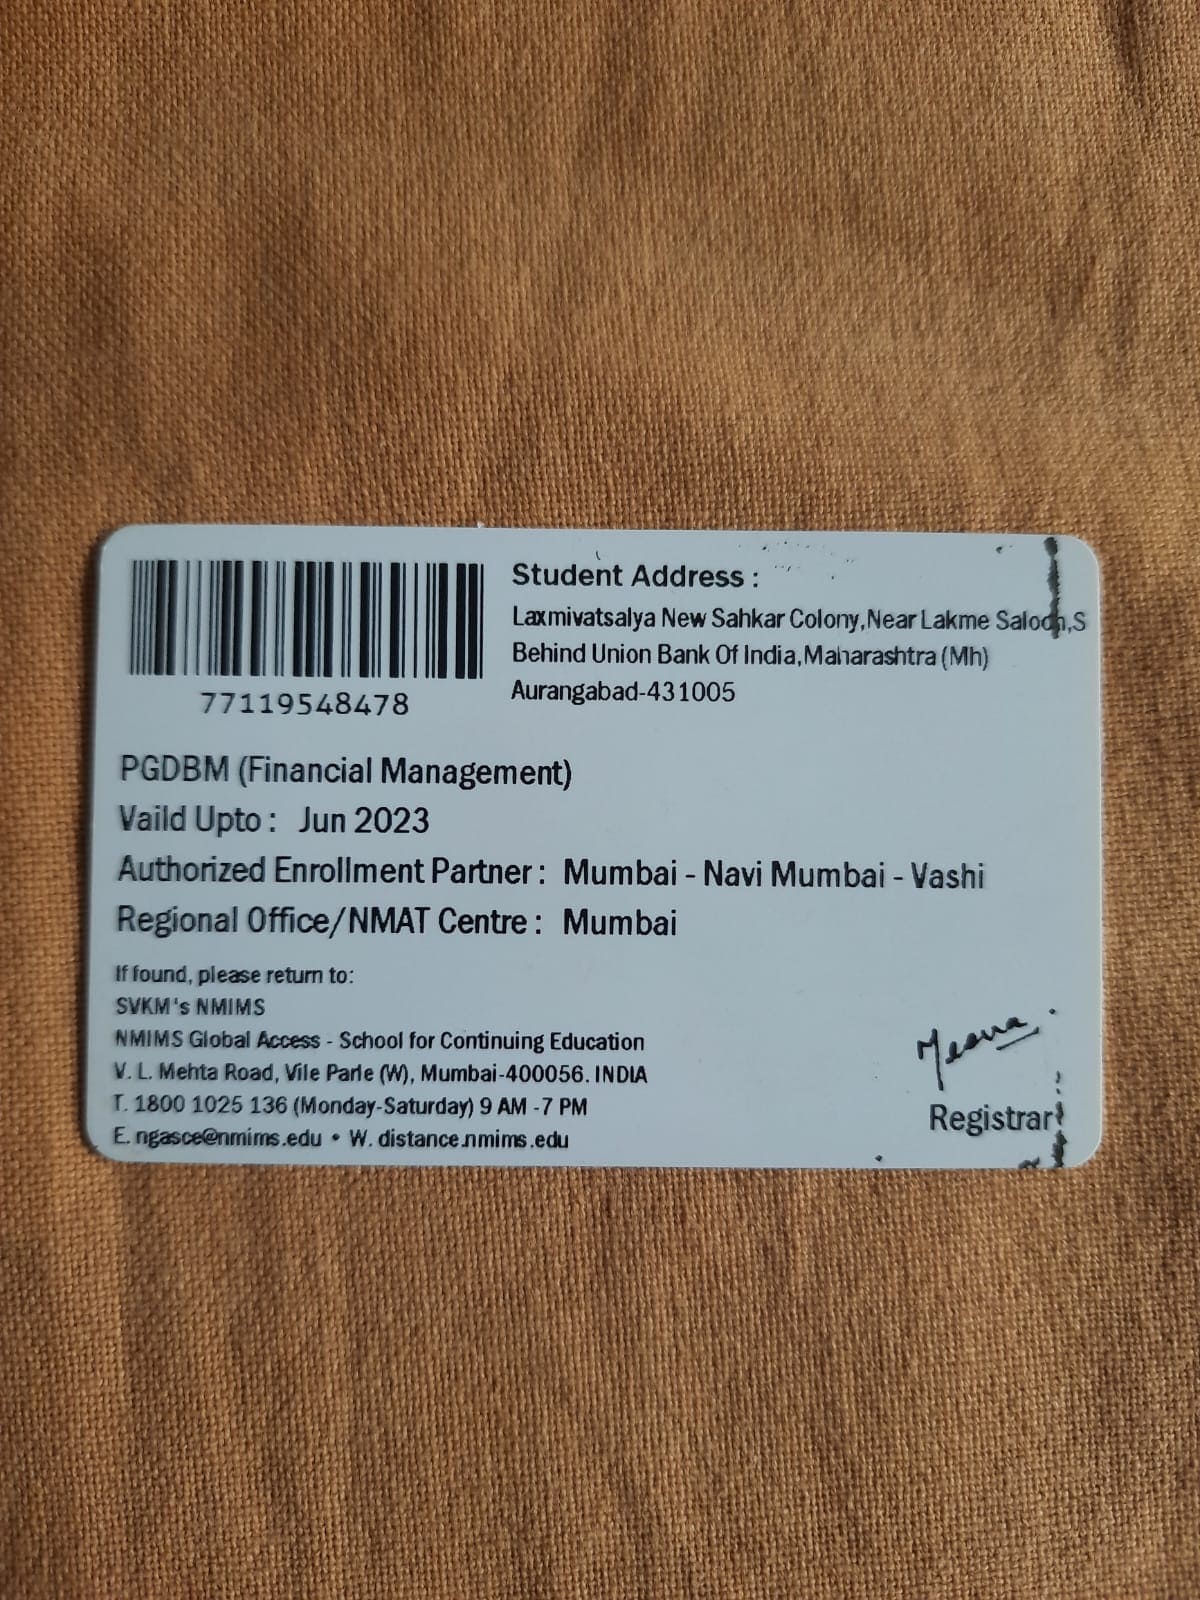 Student Address :
Laxmivatsalya New Sahkar Colony,Near Lakme Saloon,S
Behind Union Bank Of India,Maharashtra (Mh)
Aurangabad-431005
77119548478
PGDBM (Financial Management)
Vaild Upto : Jun 2023
Authorized Enrollment Partner : Mumbai - Navi Mumbai - Vashi
Regional Office/NMAT Centre : Mumbai
If found, please return to:
SVKM's NMIMS
NMIMS Global Access - School for Continuing Education
V. L. Mehta Road, Vile Parle (W), Mumbai-400056. INDIA
T. 1800 1025 136 (Monday-Saturday) 9 AM -7 PM
E. ngasce@nmims.edu • W. distance.nmims.edu
Registrar